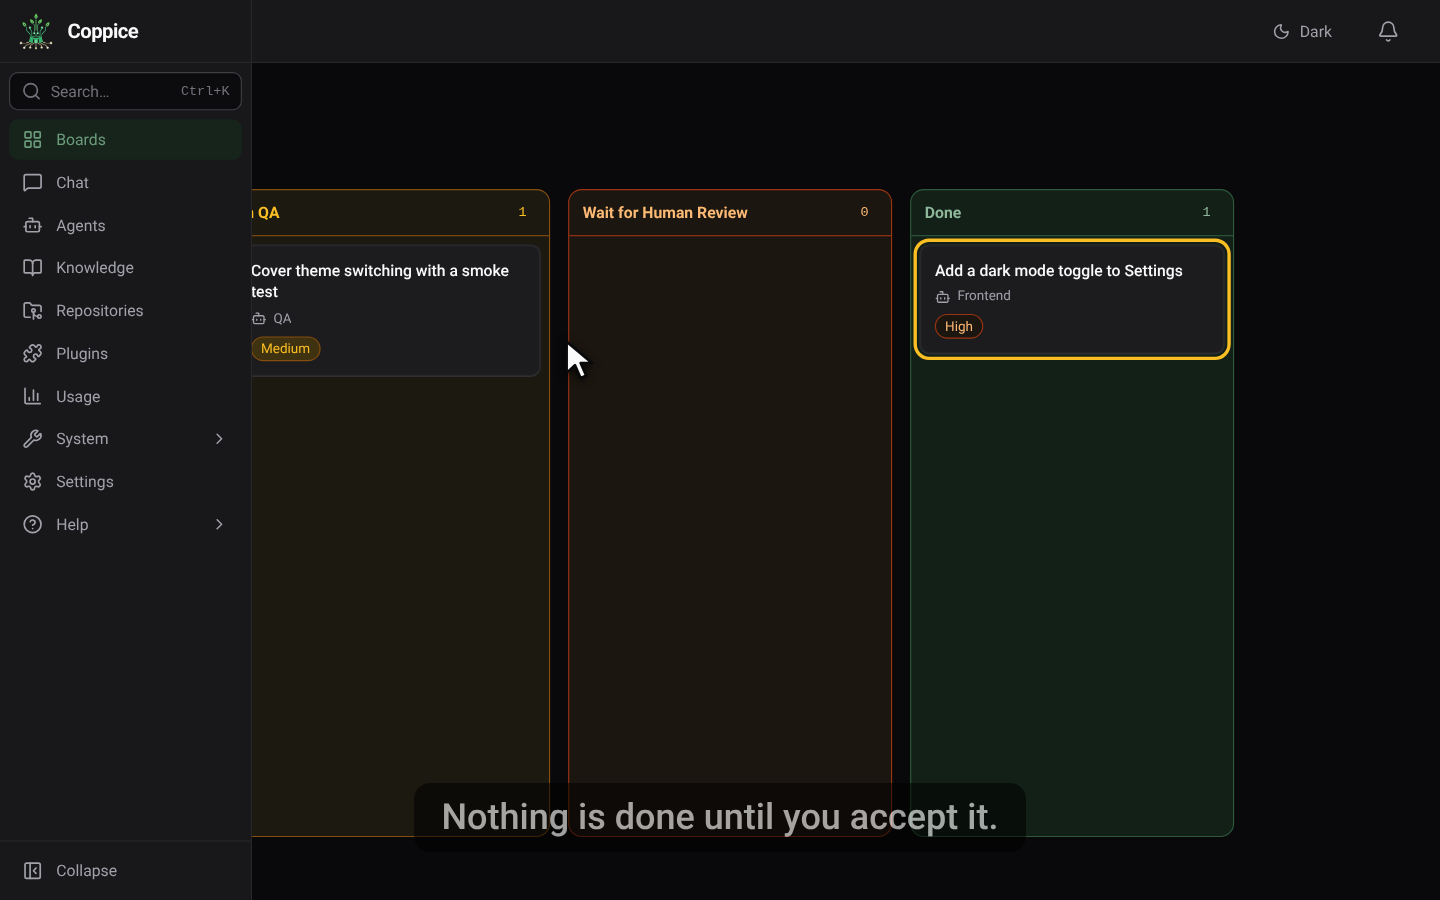 Coppice
Dark
Search... Ctrl+K
Boards
Chat
Agents
Knowledge
Repositories
Plugins
Usage
System
Settings
Help
Collapse
QA 1
Cover theme switching with a smoke
test
QA
Medium
Wait for Human Review 0
Done 1
Add a dark mode toggle to Settings
Frontend
High
Nothing is done until you accept it.